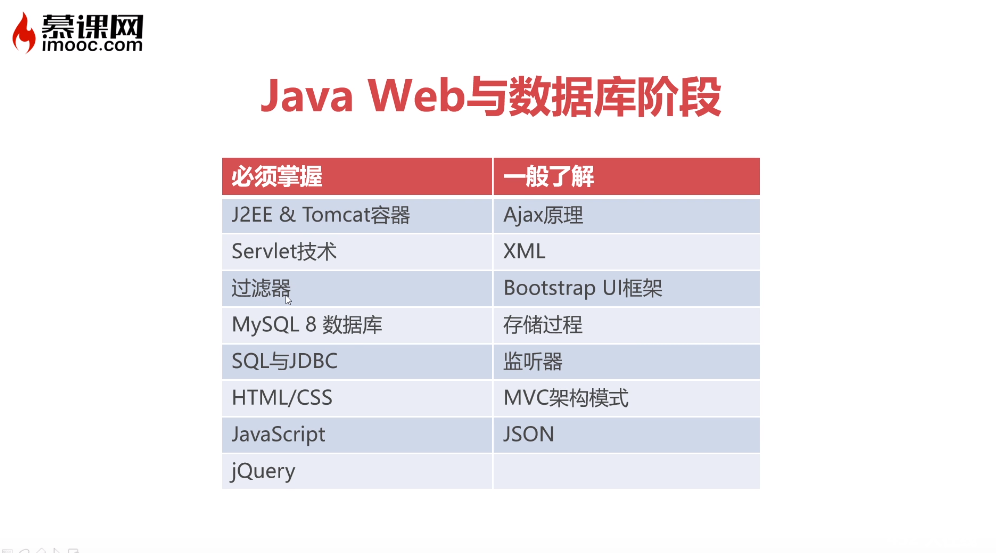 慕课网
imooc.com
Java Web与数据库阶段
必须掌握 一般了解
J2EE & Tomcat容器 Ajax原理
Servlet技术 XML
过滤器 Bootstrap UI框架
MySQL 8 数据库 存储过程
SQL与JDBC 监听器
HTML/CSS MVC架构模式
JavaScript JSON
jQuery